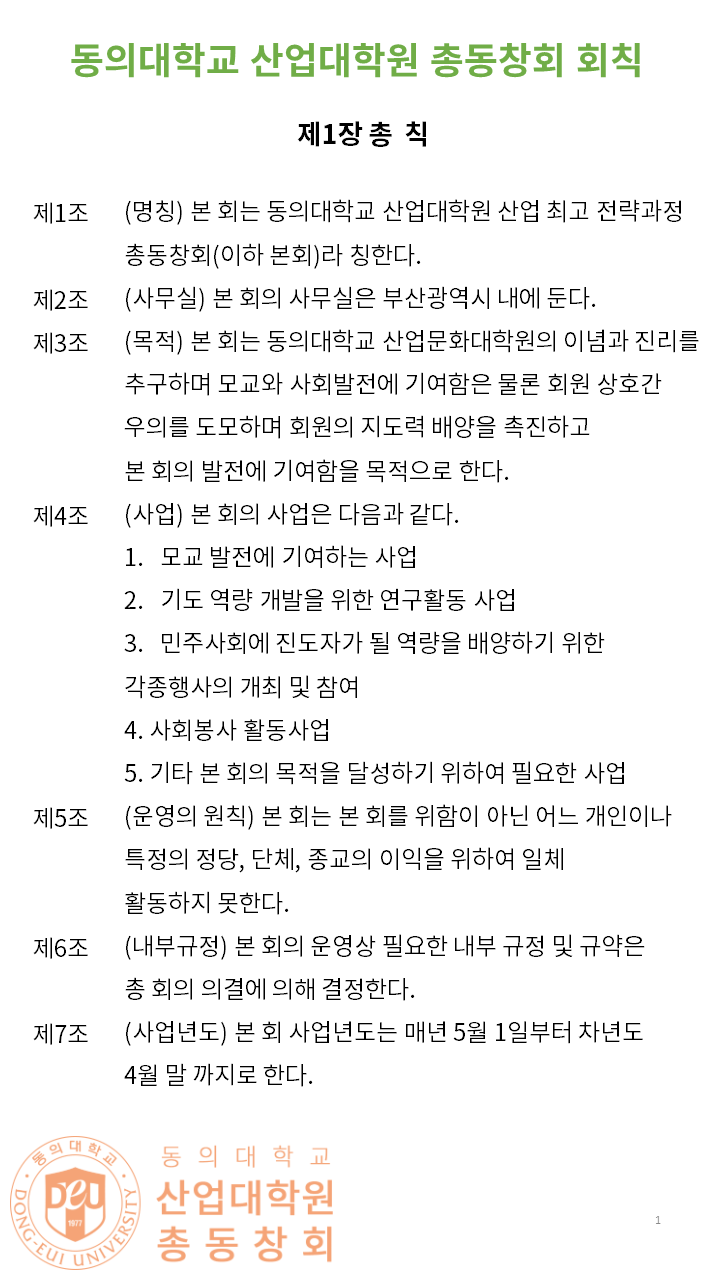 동의대학교 산업대학원 총동창회 회칙
제1장 총 칙
제1조 (명칭) 본 회는 동의대학교 산업대학원 산업 최고 전략과정
총동창회(이하 본회)라 칭한다.
제2조 (사무실) 본 회의 사무실은 부산광역시 내에 둔다.
제3조 (목적) 본 회는 동의대학교 산업문화대학원의 이념과 진리를
추구하며 모교와 사회발전에 기여함은 물론 회원 상호간
우의를 도모하며 회원의 지도력 배양을 촉진하고
본 회의 발전에 기여함을 목적으로 한다.
제4조 (사업) 본 회의 사업은 다음과 같다.
1. 모교 발전에 기여하는 사업
2. 기도 역량 개발을 위한 연구활동 사업
3. 민주사회에 진도자가 될 역량을 배양하기 위한
각종행사의 개최 및 참여
4. 사회봉사 활동사업
5. 기타 본 회의 목적을 달성하기 위하여 필요한 사업
제5조 (운영의 원칙) 본 회는 본 회를 위함이 아닌 어느 개인이나
특정의 정당, 단체, 종교의 이익을 위하여 일체
활동하지 못한다.
제6조 (내부규정) 본 회의 운영상 필요한 내부 규정 및 규약은
총 회의 의결에 의해 결정한다.
제7조 (사업년도) 본 회 사업년도는 매년 5월 1일부터 차년도
4월 말 까지로 한다.
동의대학교
DEU
1977
DONG-EUI UNIVERSITY
동 의 대 학 교
산업대학원
총동창회
1